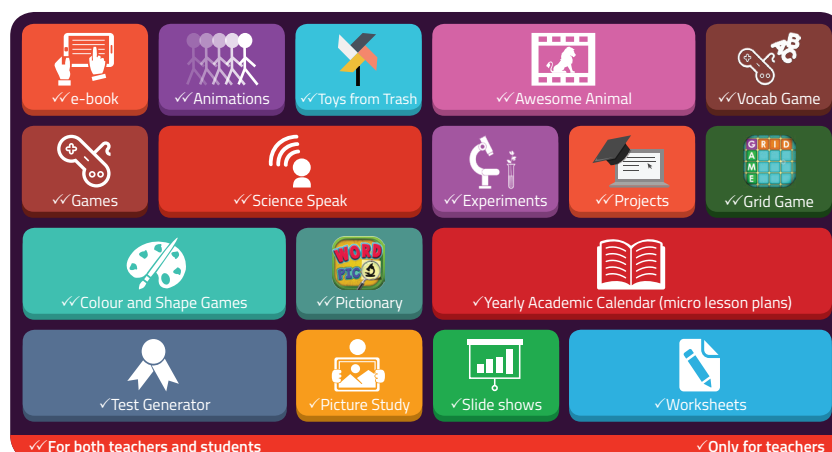 ✓✓e-book
✓✓Animations
✓✓Toys from Trash
✓✓Awesome Animal
ABC
✓✓Vocab Game
✓✓Games
✓✓Science Speak
✓✓Experiments
✓✓Projects
GRID
AME
✓✓Grid Game
✓✓Colour and Shape Games
WORD
PIC
✓✓Pictionary
✓Yearly Academic Calendar (micro lesson plans)
✓Test Generator
✓Picture Study
✓Slide shows
✓Worksheets
✓✓For both teachers and students
✓Only for teachers